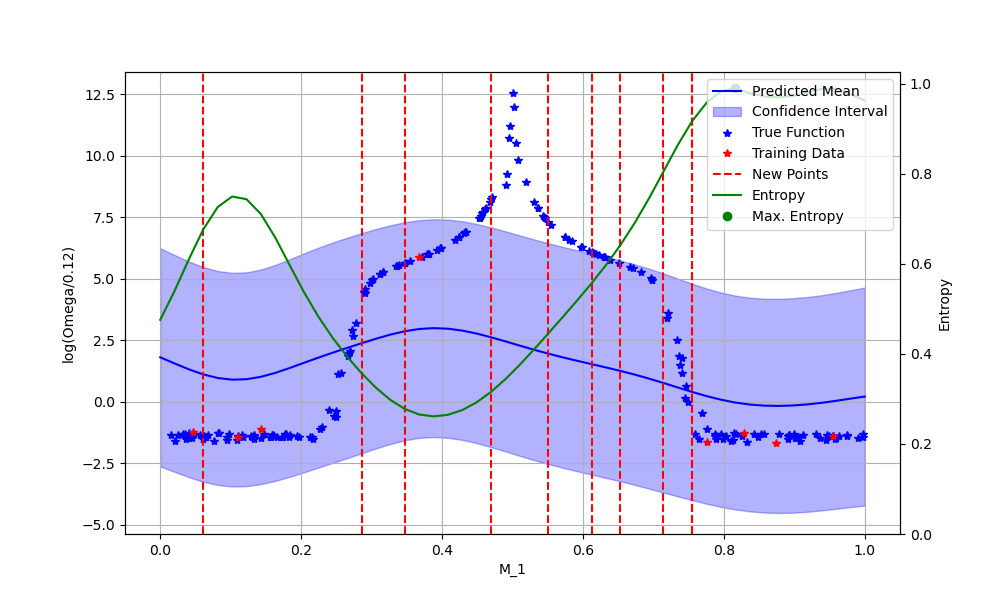 12.5
10.0
7.5
5.0
2.5
0.0
−2.5
−5.0
log(Omega/0.12)
0.0 0.2 0.4 0.6 0.8 1.0
M_1
1.0
0.8
0.6
0.4
0.2
0.0
Entropy
Predicted Mean
Confidence Interval
True Function
Training Data
New Points
Entropy
Max. Entropy